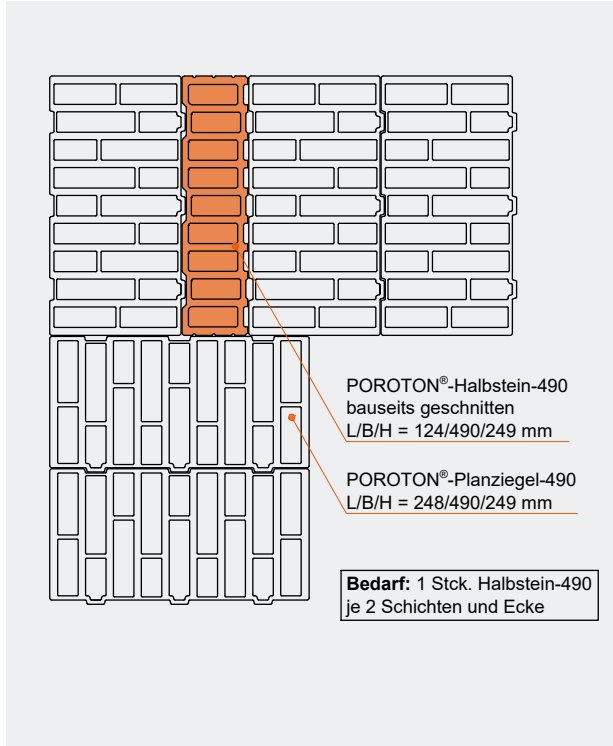 POROTON®-Halbstein-490
bauseits geschnitten
L/B/H = 124/490/249 mm
POROTON®-Planziegel-490
L/B/H = 248/490/249 mm
Bedarf: 1 Stck. Halbstein-490
je 2 Schichten und Ecke